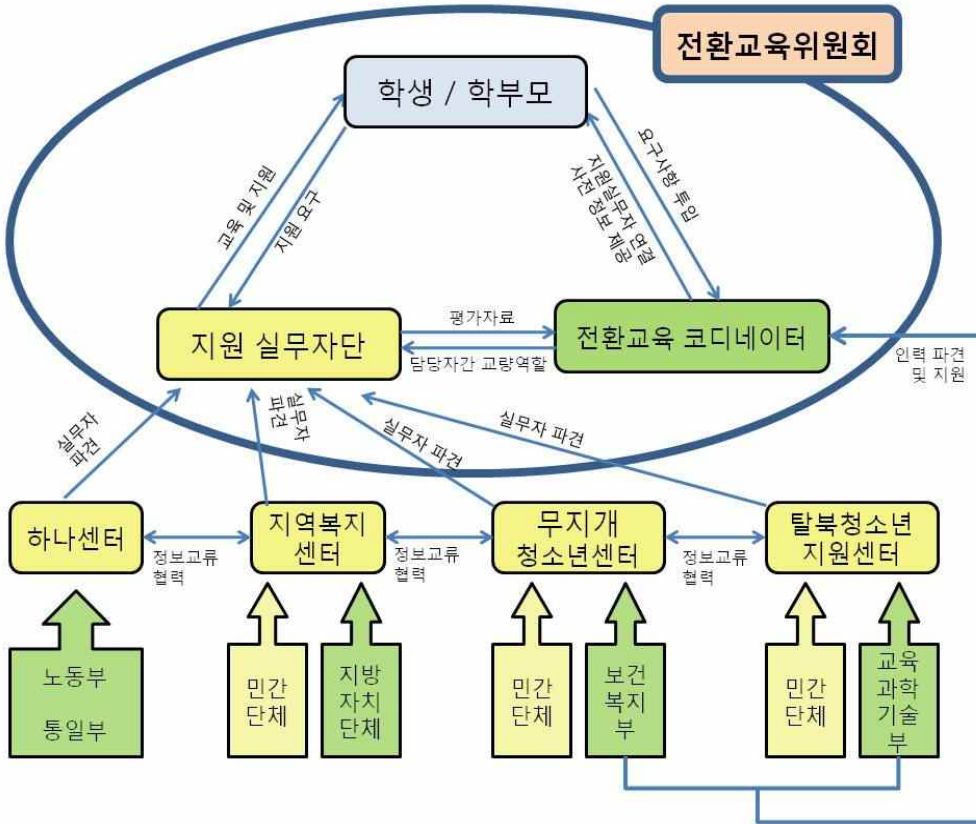 전환교육위원회
학생 / 학부모
교육 및 지원
지원 요구
지원실무자 연결
사전 정보 제공
요구사항 투입
지원 실무자단
평가자료
담당자간 교량역할
전환교육 코디네이터
인력 파견
및 지원
실무자
파견
실무자
파견
실무자 파견
실무자 파견
하나센터
정보교류
협력
지역복지
센터
정보교류
협력
무지개
청소년센터
정보교류
협력
탈북청소년
지원센터
노동부
통일부
민간
단체
지방
자치
단체
민간
단체
보건
복지
부
민간
단체
교육
과학
기술
부